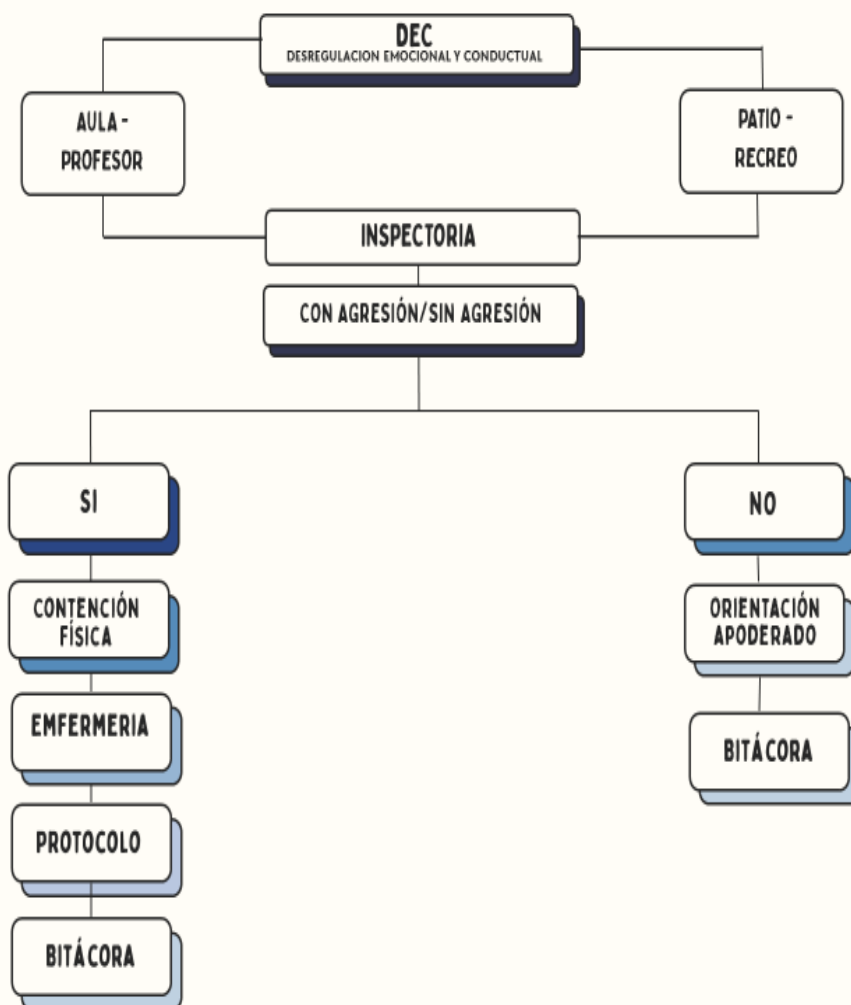 DEC
DESREGULACION EMOCIONAL Y CONDUCTUAL
AULA -
PROFESOR
PATIO -
RECREO
INSPECTORIA
CON AGRESIÓN/SIN AGRESIÓN
SI
NO
CONTENCIÓN
FÍSICA
ORIENTACIÓN
APODERADO
EMFERMERIA
BITÁCORA
PROTOCOLO
BITÁCORA